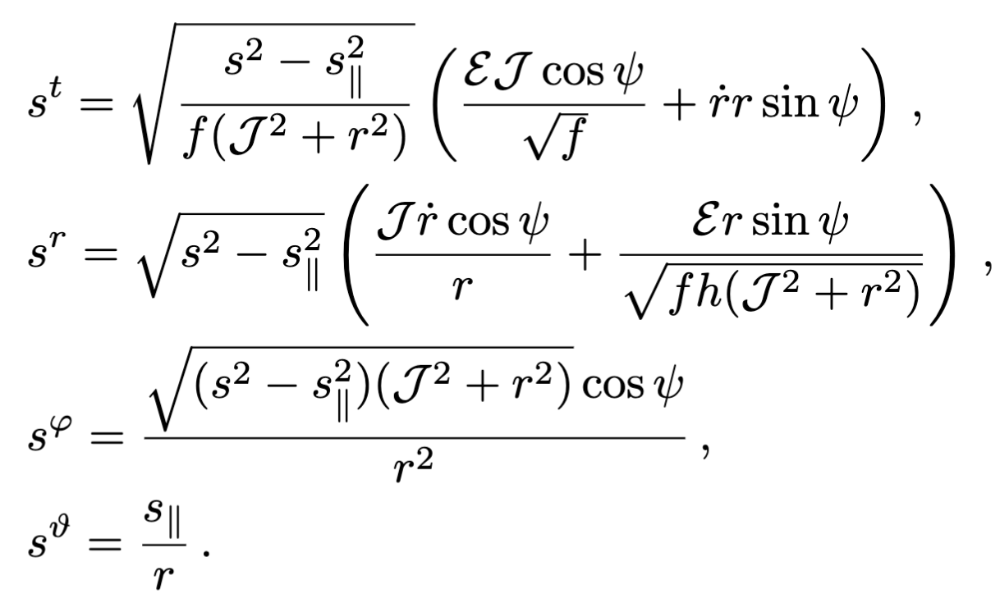 s^t = \sqrt{\frac{s^2 - s_\parallel^2}{f(\mathcal{J}^2 + r^2)}} \left( \frac{\mathcal{E}\mathcal{J} \cos\psi}{\sqrt{f}} + \dot{r} r \sin\psi \right) ,
s^r = \sqrt{s^2 - s_\parallel^2} \left( \frac{\mathcal{J} \dot{r} \cos\psi}{r} + \frac{\mathcal{E} r \sin\psi}{\sqrt{fh(\mathcal{J}^2 + r^2)}} \right) ,
s^\varphi = \frac{\sqrt{(s^2 - s_\parallel^2)(\mathcal{J}^2 + r^2)} \cos\psi}{r^2} ,
s^\vartheta = \frac{s_\parallel}{r} .